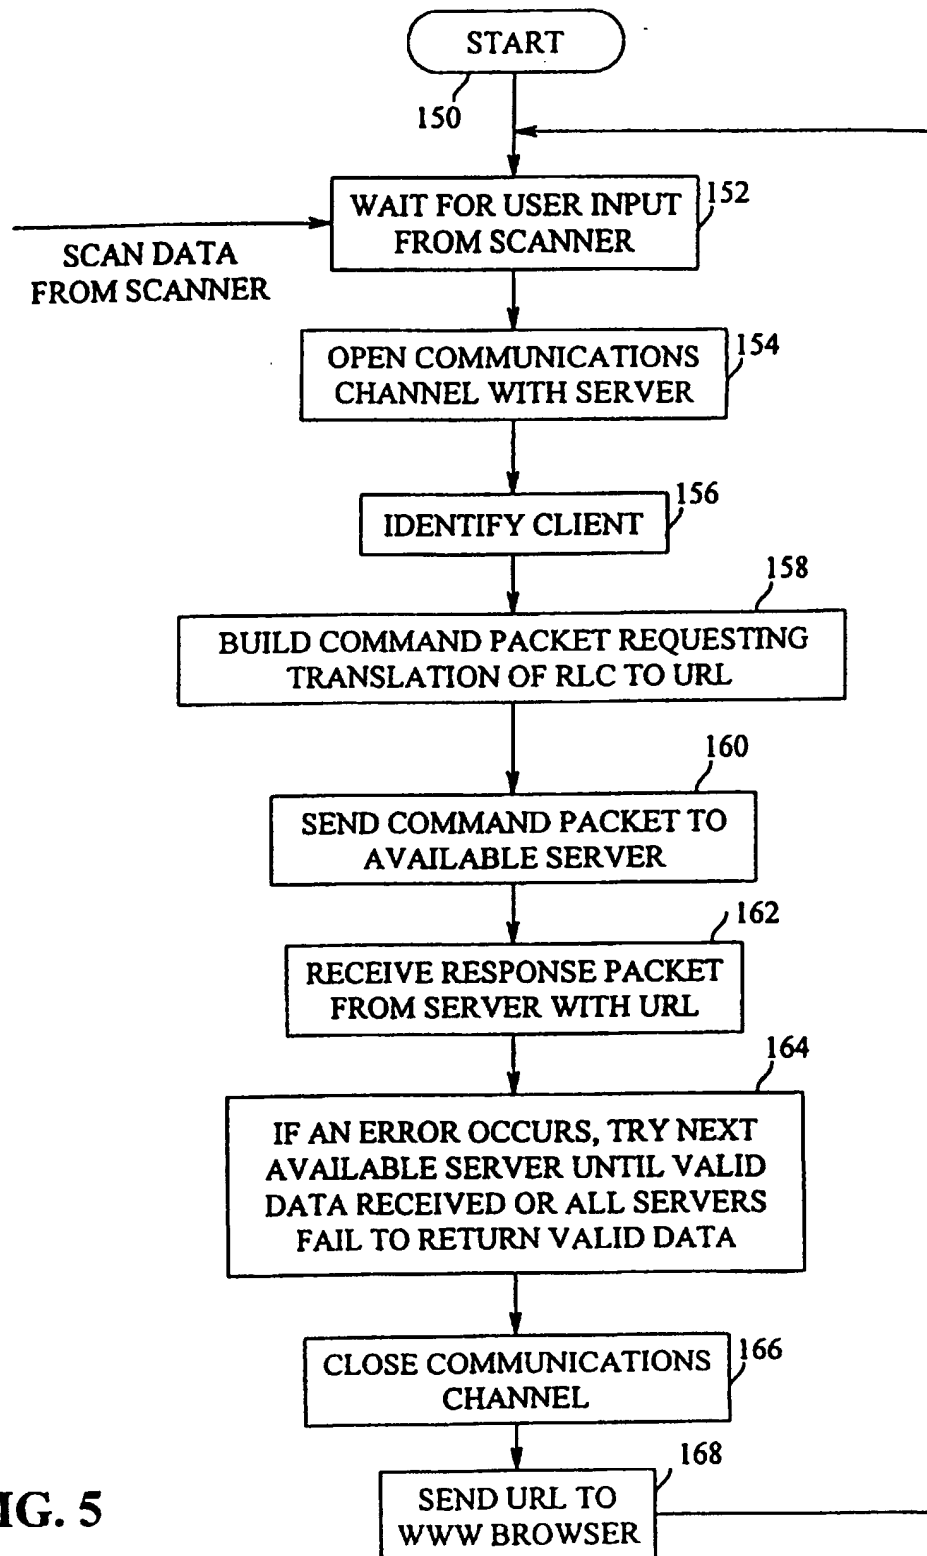 START
150
WAIT FOR USER INPUT
FROM SCANNER
152
SCAN DATA
FROM SCANNER
OPEN COMMUNICATIONS
CHANNEL WITH SERVER
154
IDENTIFY CLIENT
156
158
BUILD COMMAND PACKET REQUESTING
TRANSLATION OF RLC TO URL
160
SEND COMMAND PACKET TO
AVAILABLE SERVER
162
RECEIVE RESPONSE PACKET
FROM SERVER WITH URL
164
IF AN ERROR OCCURS, TRY NEXT
AVAILABLE SERVER UNTIL VALID
DATA RECEIVED OR ALL SERVERS
FAIL TO RETURN VALID DATA
CLOSE COMMUNICATIONS
CHANNEL
166
168
SEND URL TO
WWW BROWSER
IG. 5